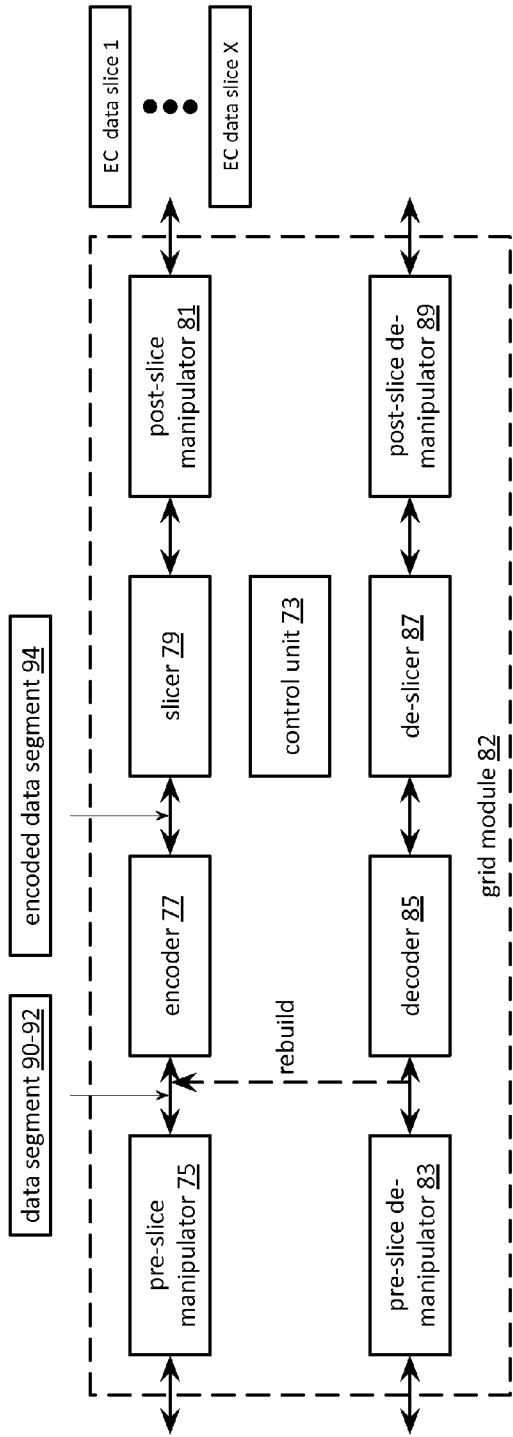 data segment 90-92
encoded data segment 94
EC data slice 1
EC data slice X
pre-slice
manipulator 75
encoder 77
slicer 79
post-slice
manipulator 81
rebuild
control unit 73
pre-slice de-
manipulator 83
decoder 85
de-slicer 87
post-slice de-
manipulator 89
grid module 82